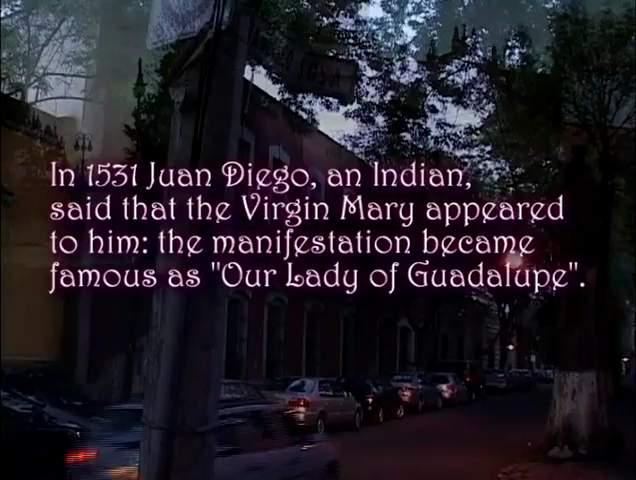 In 1531 Juan Diego, an Indian,
said that the Virgin Mary appeared
to him: the manifestation became
famous as "Our Lady of Guadalupe".